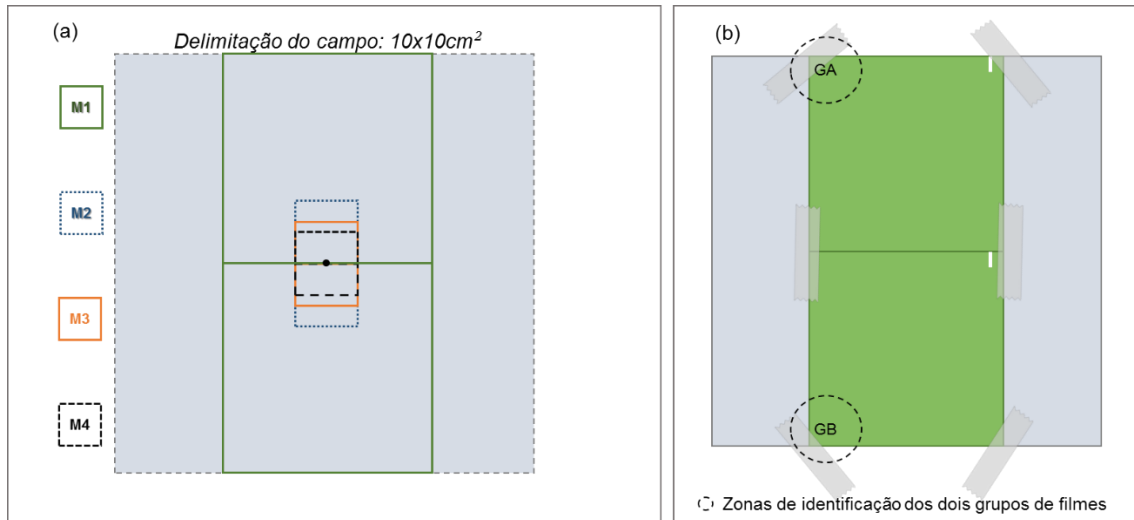 (a)
Delimitação do campo: 10x10cm²
M1
M2
M3
M4
(b)
GA
GB
Zonas de identificação dos dois grupos de filmes